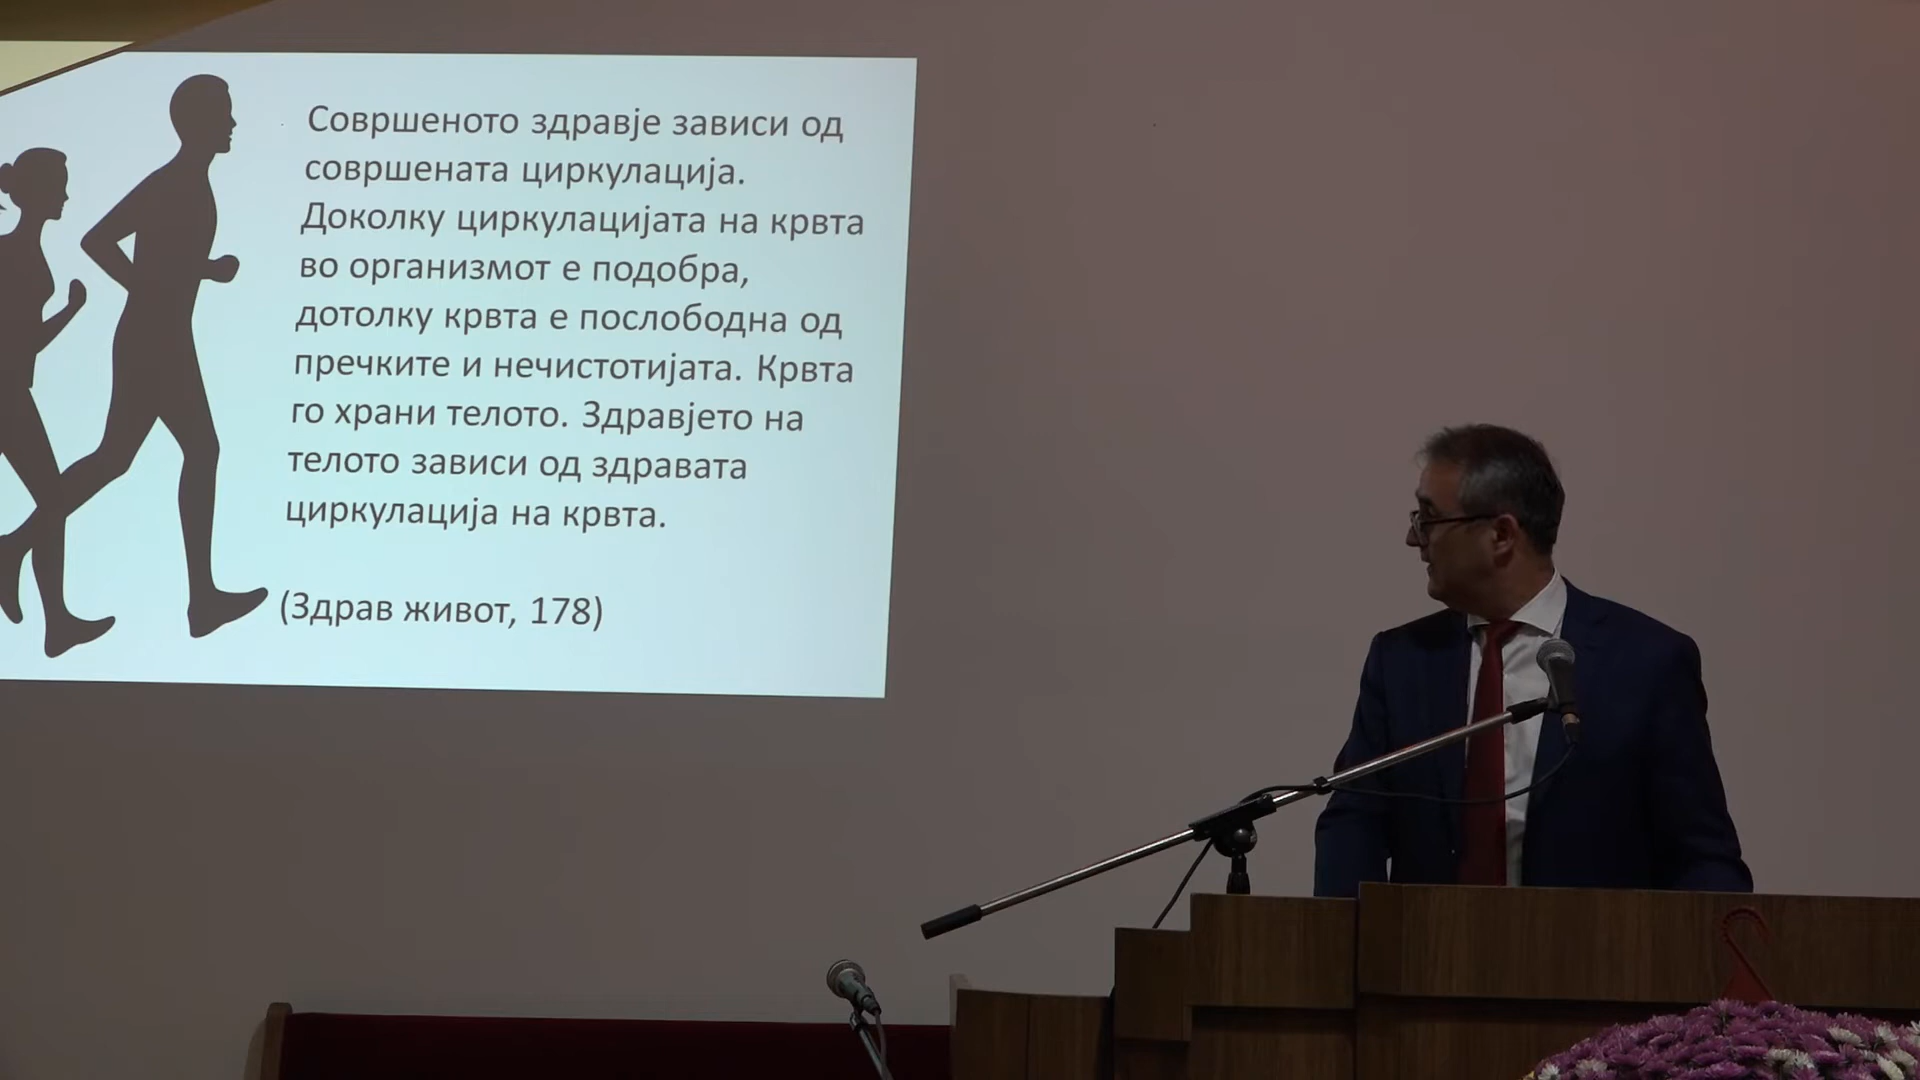 Совршеното здравје зависи од
совршената циркулација.
Доколку циркулацијата на крвта
во организмот е подобра,
дотолку крвта е послободна од
пречките и нечистотијата. Крвта
го храни телото. Здравјето на
телото зависи од здравата
циркулација на крвта.
(Здрав живот, 178)